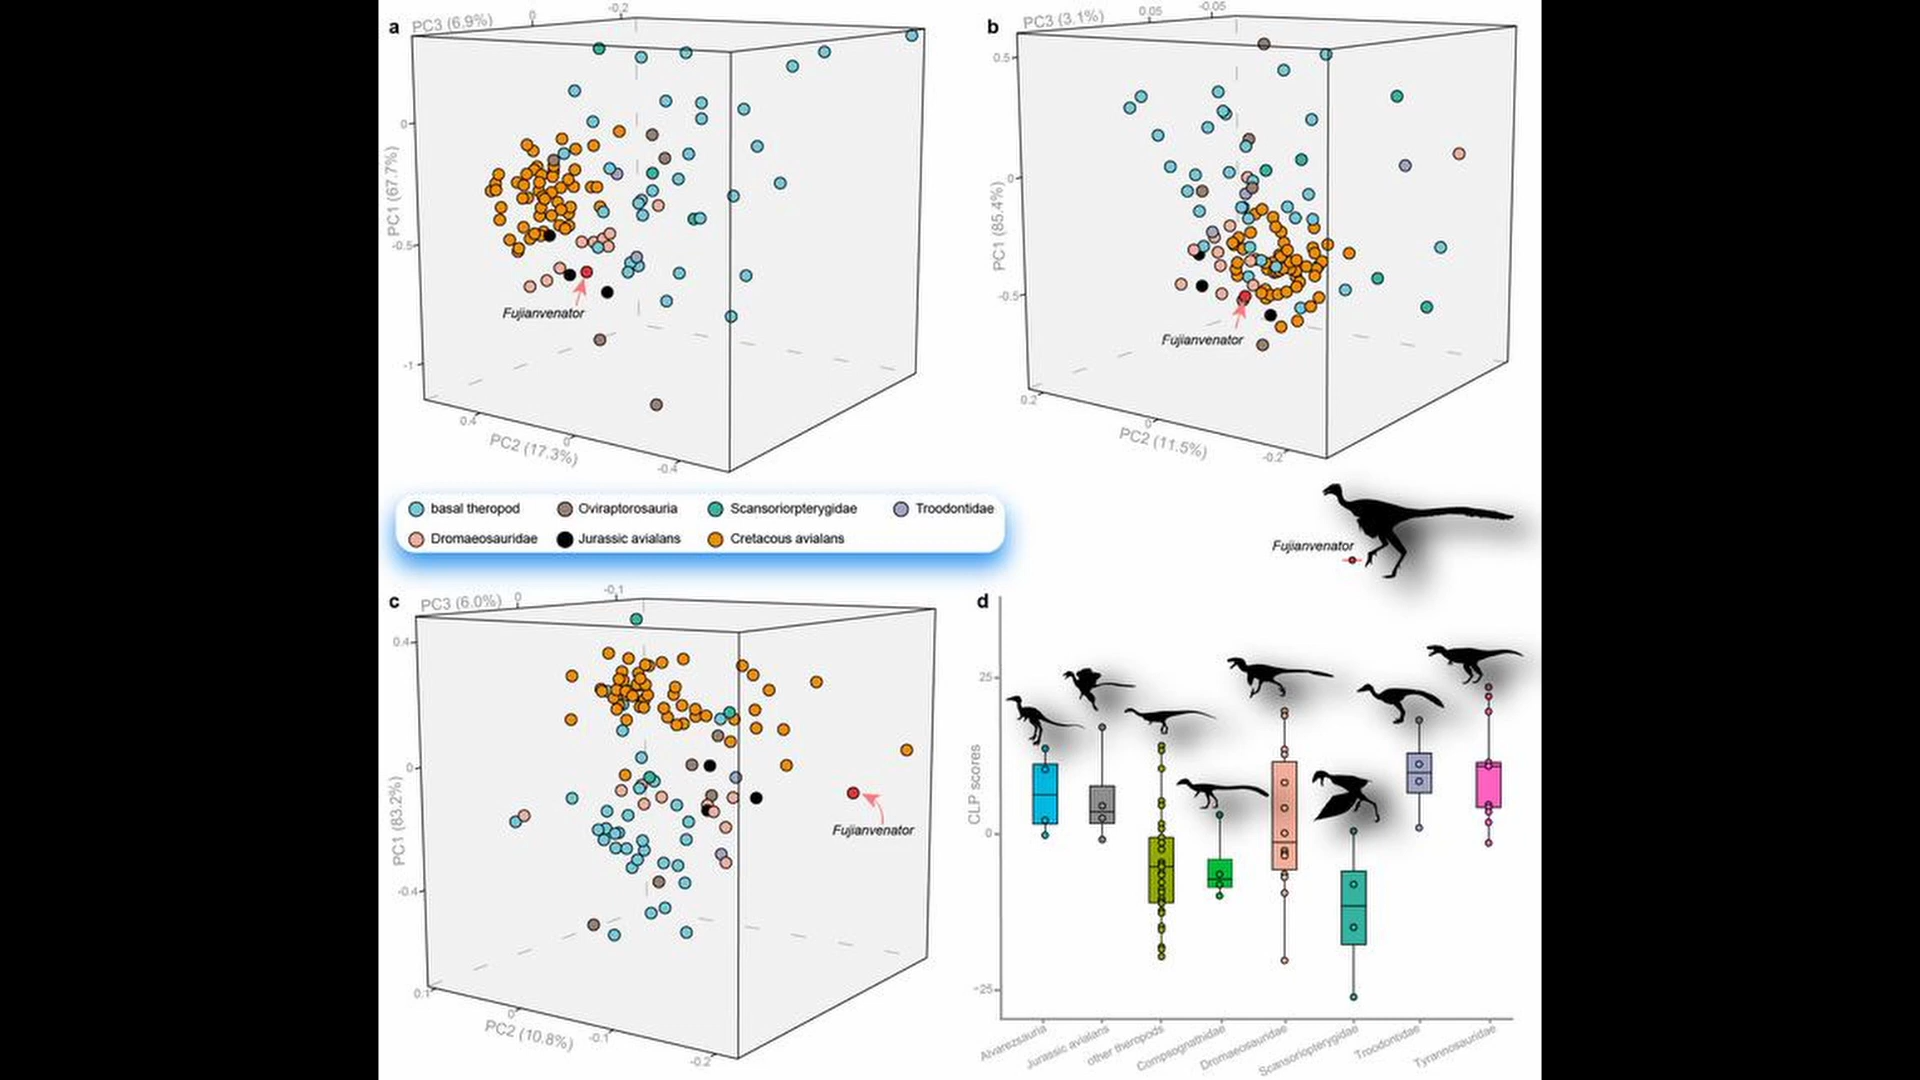 a
PC3 (6.9%)
0
-0.2
0
-0.5
-1
PC1 (67.7%)
Fujianvenator
0.4
0
-0.4
PC2 (17.3%)
b
PC3 (3.1%)
0.05
-0.05
0.5
0
-0.5
PC1 (85.4%)
Fujianvenator
0.2
0
-0.2
PC2 (11.5%)
basal theropod
Oviraptorosauria
Scansoriorpterygidae
Troodontidae
Dromaeosauridae
Jurassic avialans
Cretacous avialans
c
PC3 (6.0%)
0
-0.1
0.4
0
-0.4
PC1 (83.2%)
Fujianvenator
0.1
0
-0.1
-0.2
PC2 (10.8%)
d
Fujianvenator
25
0
-25
CLP scores
Alvarezsauria
Jurassic avialans
other theropods
Compsognathidae
Dromaeosauridae
Scansoriopterygidae
Troodontidae
Tyrannosauridae